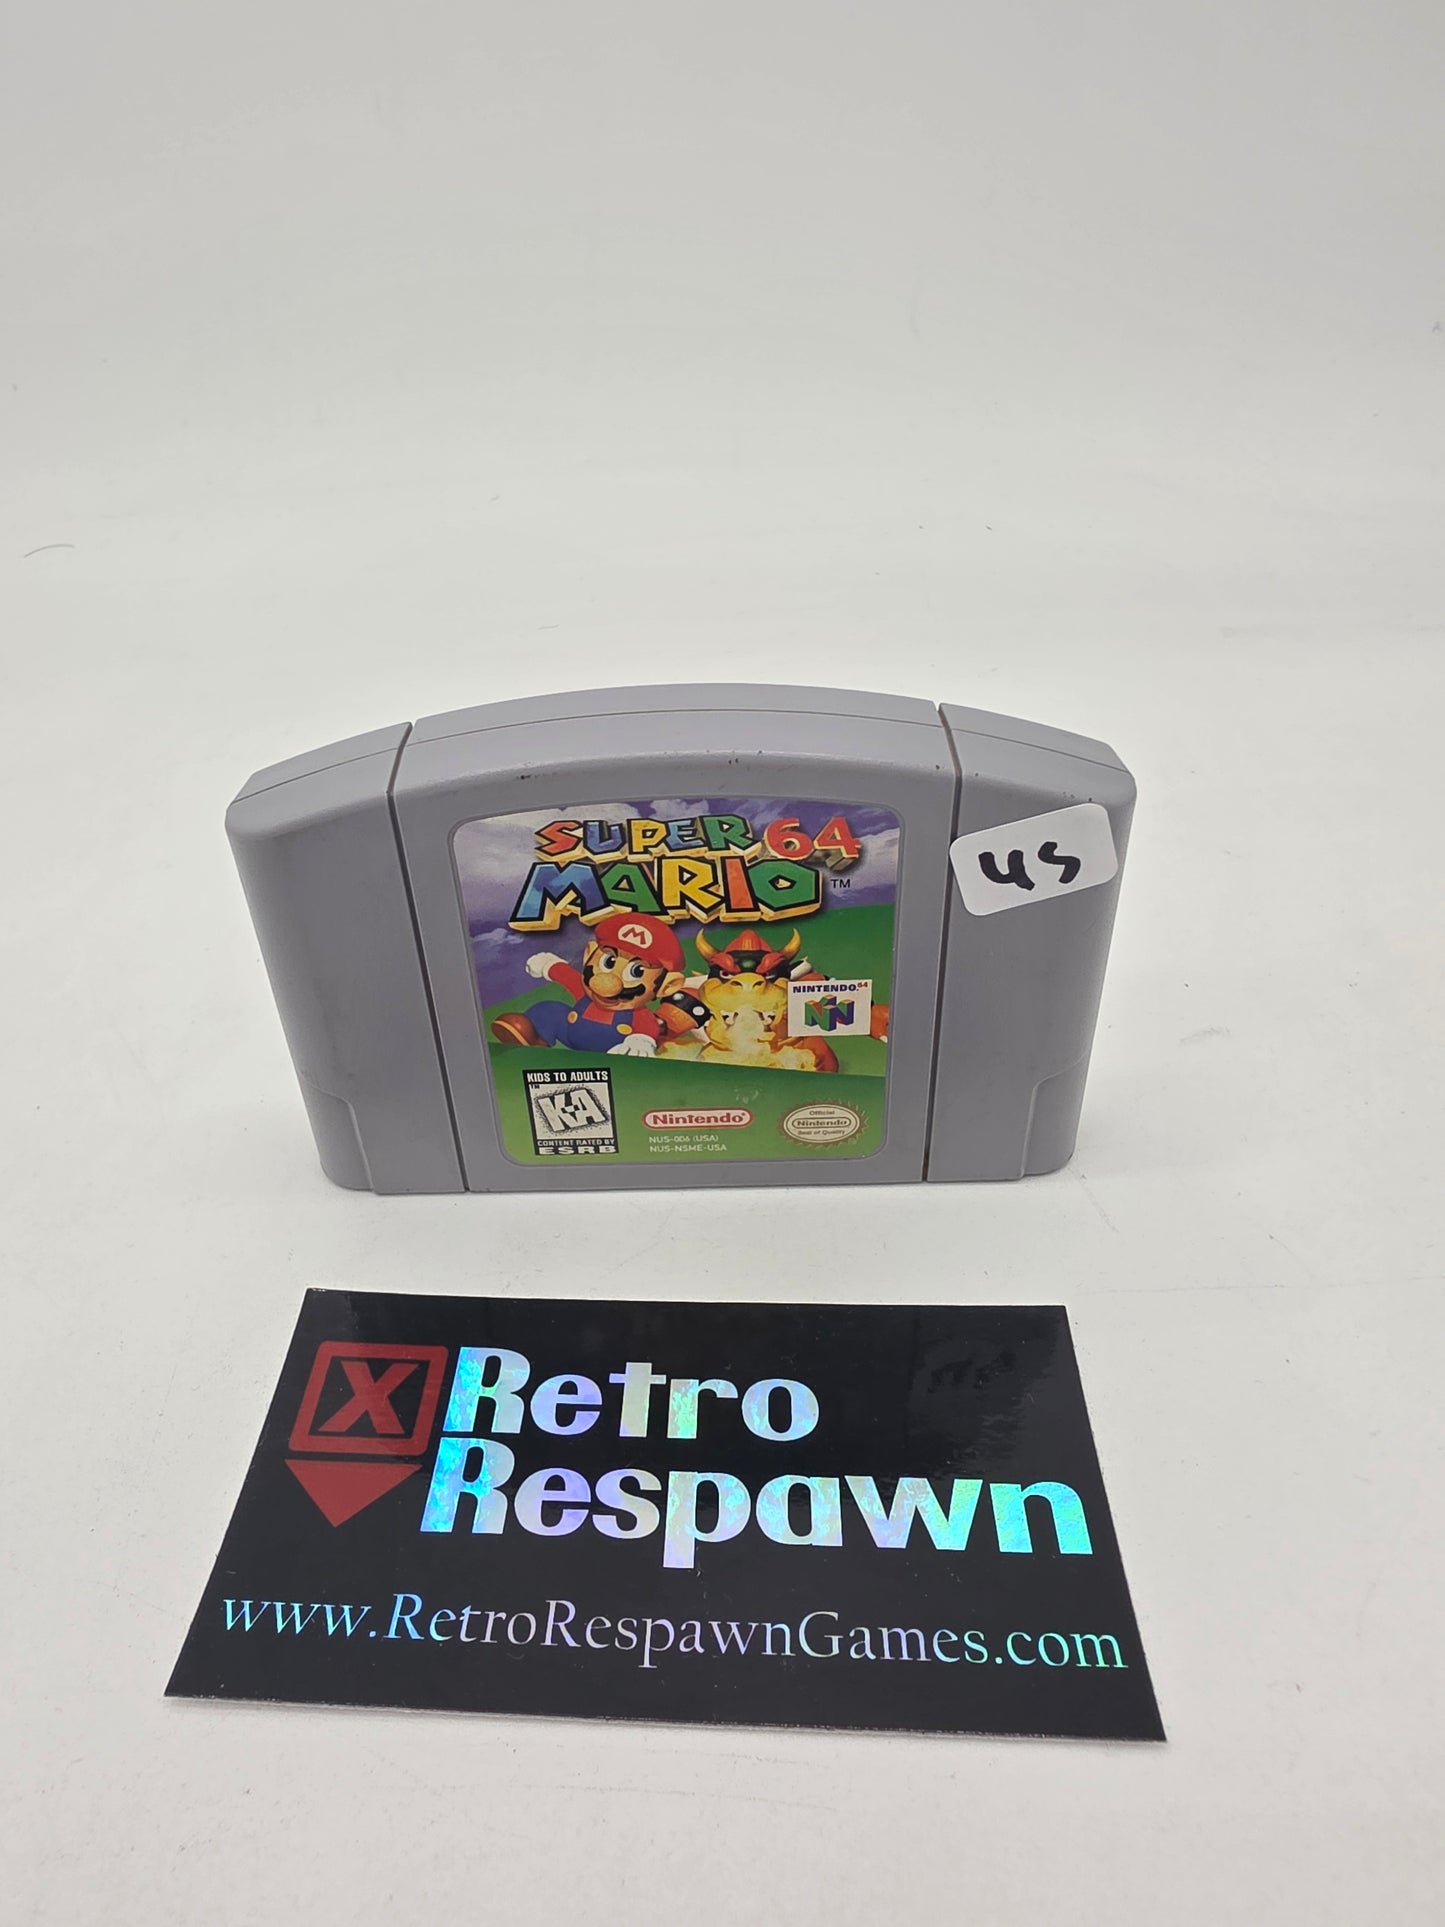 SUPER 64
MARIO™
45
M
NINTENDO.64
KIDS TO ADULTS
TM
K-A
CONTENT RATED BY
ESRB
Nintendo®
NUS-006 (USA)
NUS-NSME-USA
Official
Nintendo
Seal of Quality
X Retro
Respawn
www.RetroRespawnGames.com